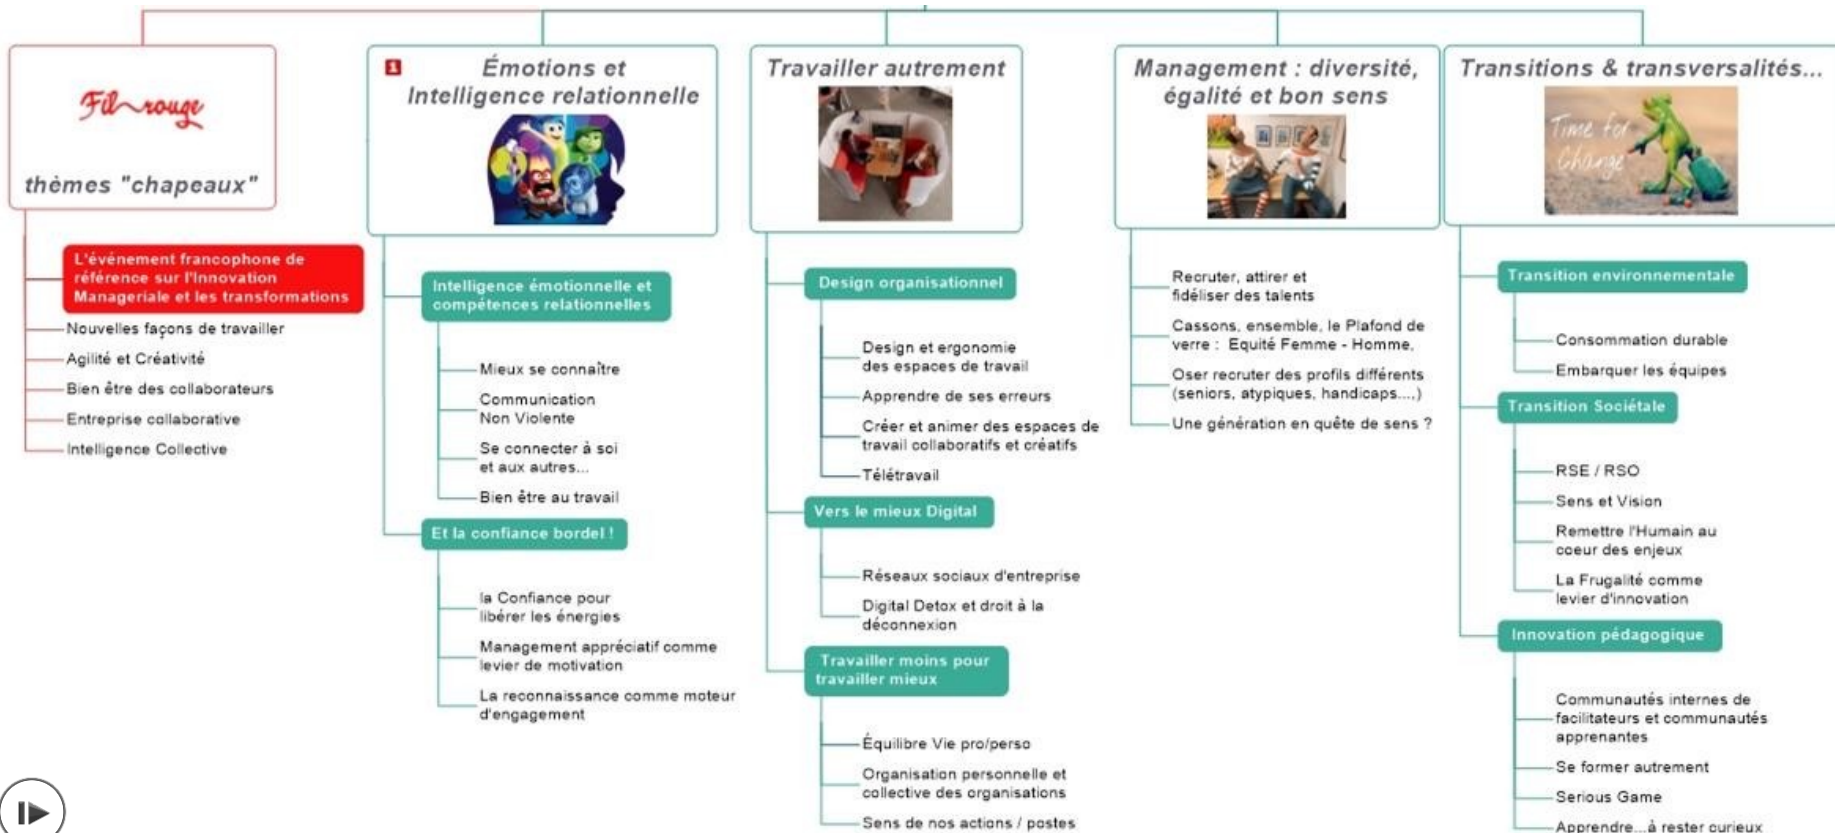 Fil rouge
thèmes "chapeaux"
L'événement francophone de
référence sur l'Innovation
Manageriale et les transformations
Nouvelles façons de travailler
Agilité et Créativité
Bien être des collaborateurs
Entreprise collaborative
Intelligence Collective
1
Émotions et
Intelligence relationnelle
Intelligence émotionnelle et
compétences relationnelles
Mieux se connaître
Communication
Non Violente
Se connecter à soi
et aux autres...
Bien être au travail
Et la confiance bordel !
la Confiance pour
libérer les énergies
Management appréciatif comme
levier de motivation
La reconnaissance comme moteur
d'engagement
Travailler autrement
Design organisationnel
Design et ergonomie
des espaces de travail
Apprendre de ses erreurs
Créer et animer des espaces de
travail collaboratifs et créatifs
Télétravail
Vers le mieux Digital
Réseaux sociaux d'entreprise
Digital Detox et droit à la
déconnexion
Travailler moins pour
travailler mieux
Équilibre Vie pro/perso
Organisation personnelle et
collective des organisations
Sens de nos actions / postes
Management : diversité,
égalité et bon sens
Recruter, attirer et
fidéliser des talents
Cassons, ensemble, le Plafond de
verre : Equité Femme - Homme,
Oser recruter des profils différents
(seniors, atypiques, handicaps...,)
Une génération en quête de sens ?
Transitions & transversalités...
Time for
Change
Transition environnementale
Consommation durable
Embarquer les équipes
Transition Sociétale
RSE / RSO
Sens et Vision
Remettre l'Humain au
coeur des enjeux
La Frugalité comme
levier d'innovation
Innovation pédagogique
Communautés internes de
facilitateurs et communautés
apprenantes
Se former autrement
Serious Game
Apprendre...à rester curieux